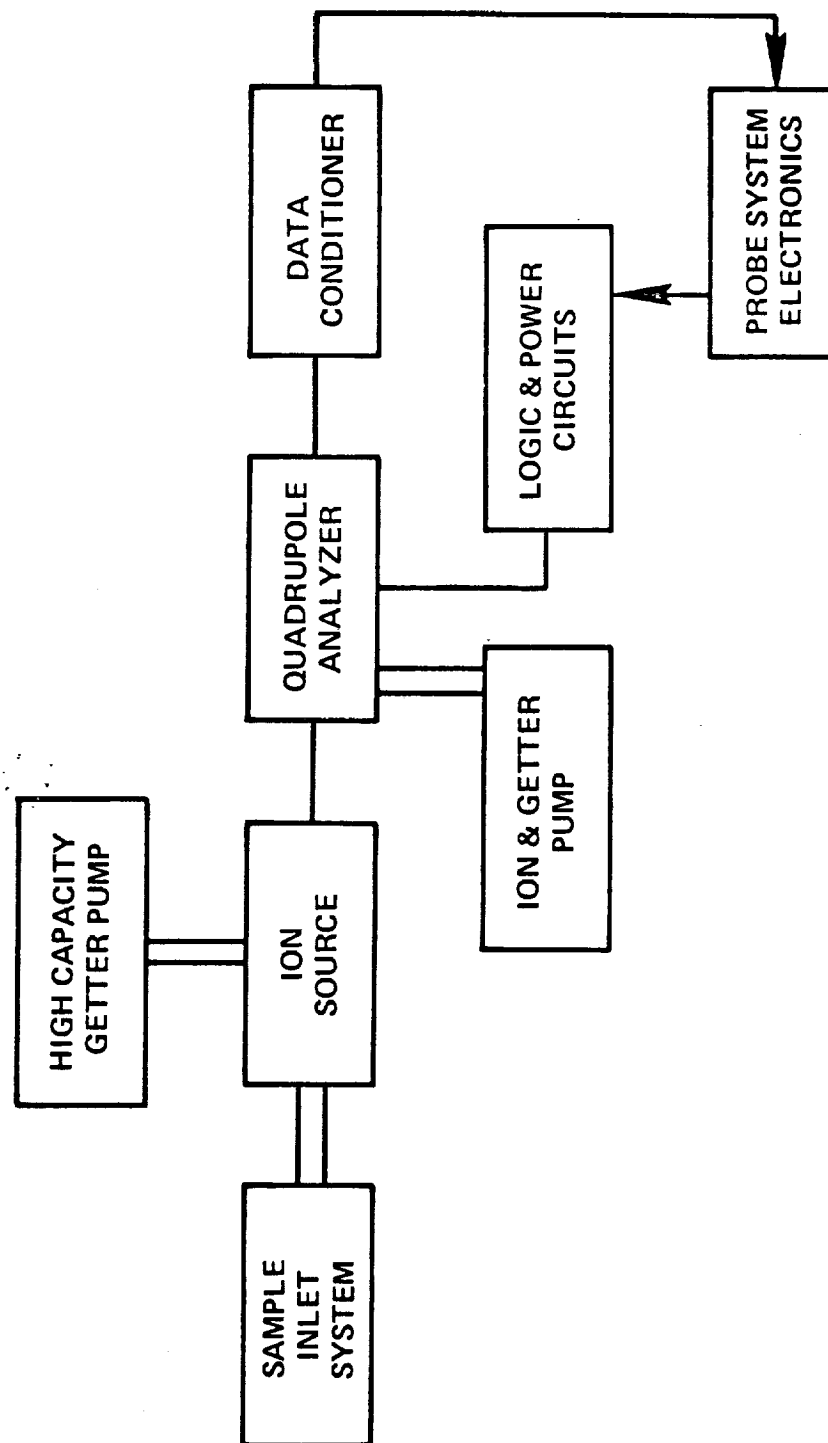 HIGH CAPACITY
GETTER PUMP
SAMPLE
INLET
SYSTEM
ION
SOURCE
QUADRUPOLE
ANALYZER
DATA
CONDITIONER
ION & GETTER
PUMP
LOGIC & POWER
CIRCUITS
PROBE SYSTEM
ELECTRONICS